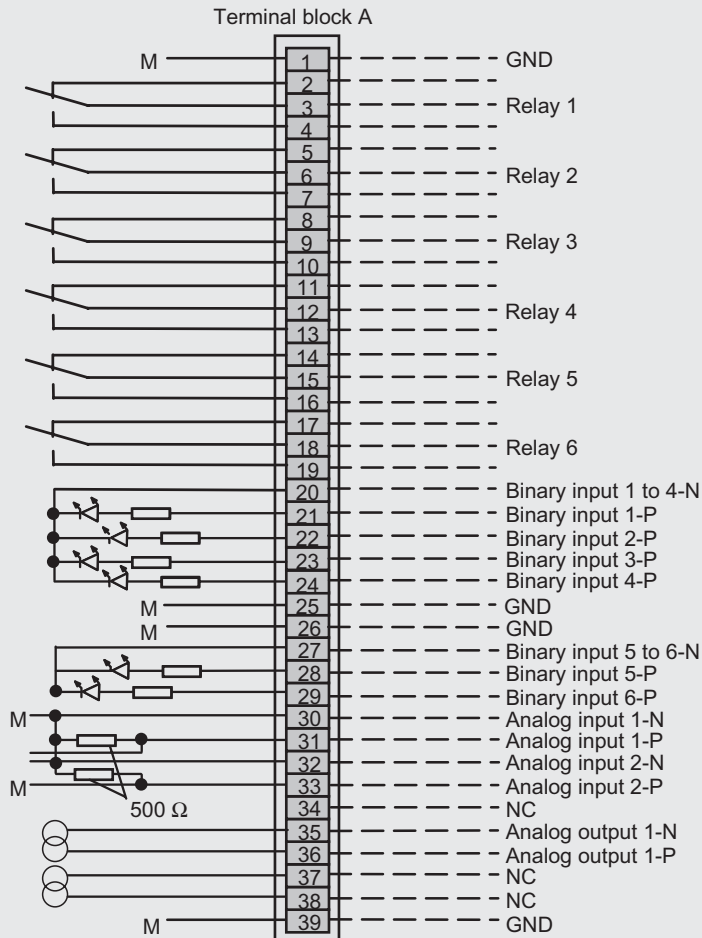 Terminal block A
M 1 GND
2
3 Relay 1
4
5
6 Relay 2
7
8
9 Relay 3
10
11
12 Relay 4
13
14
15 Relay 5
16
17
18 Relay 6
19
20 Binary input 1 to 4-N
21 Binary input 1-P
22 Binary input 2-P
23 Binary input 3-P
24 Binary input 4-P
M 25 GND
M 26 GND
27 Binary input 5 to 6-N
28 Binary input 5-P
29 Binary input 6-P
M 30 Analog input 1-N
31 Analog input 1-P
32 Analog input 2-N
M 33 Analog input 2-P
500 Ω 34 NC
35 Analog output 1-N
36 Analog output 1-P
37 NC
38 NC
M 39 GND